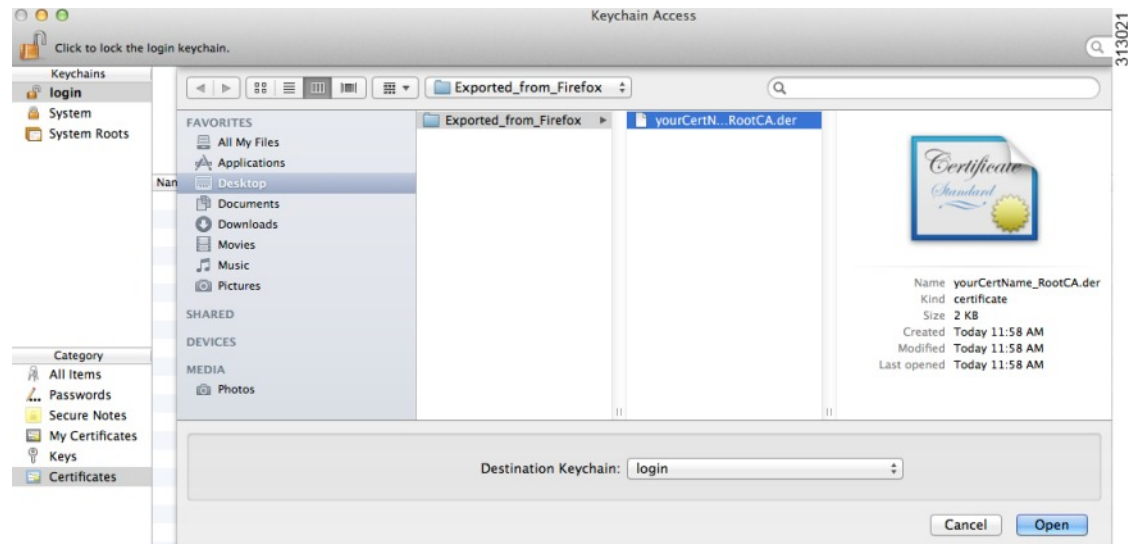 Keychain Access
Click to lock the login keychain.
313021
Keychains
login
System
System Roots
Nan
Exported_from_Firefox
FAVORITES
All My Files
Applications
Desktop
Documents
Downloads
Movies
Music
Pictures
SHARED
DEVICES
MEDIA
Photos
Exported_from_Firefox
yourCertN...RootCA.der
Certificate
Standard
Name yourCertName_RootCA.der
Kind certificate
Size 2 KB
Created Today 11:58 AM
Modified Today 11:58 AM
Last opened Today 11:58 AM
Category
All Items
Passwords
Secure Notes
My Certificates
Keys
Certificates
Destination Keychain: login
Cancel Open